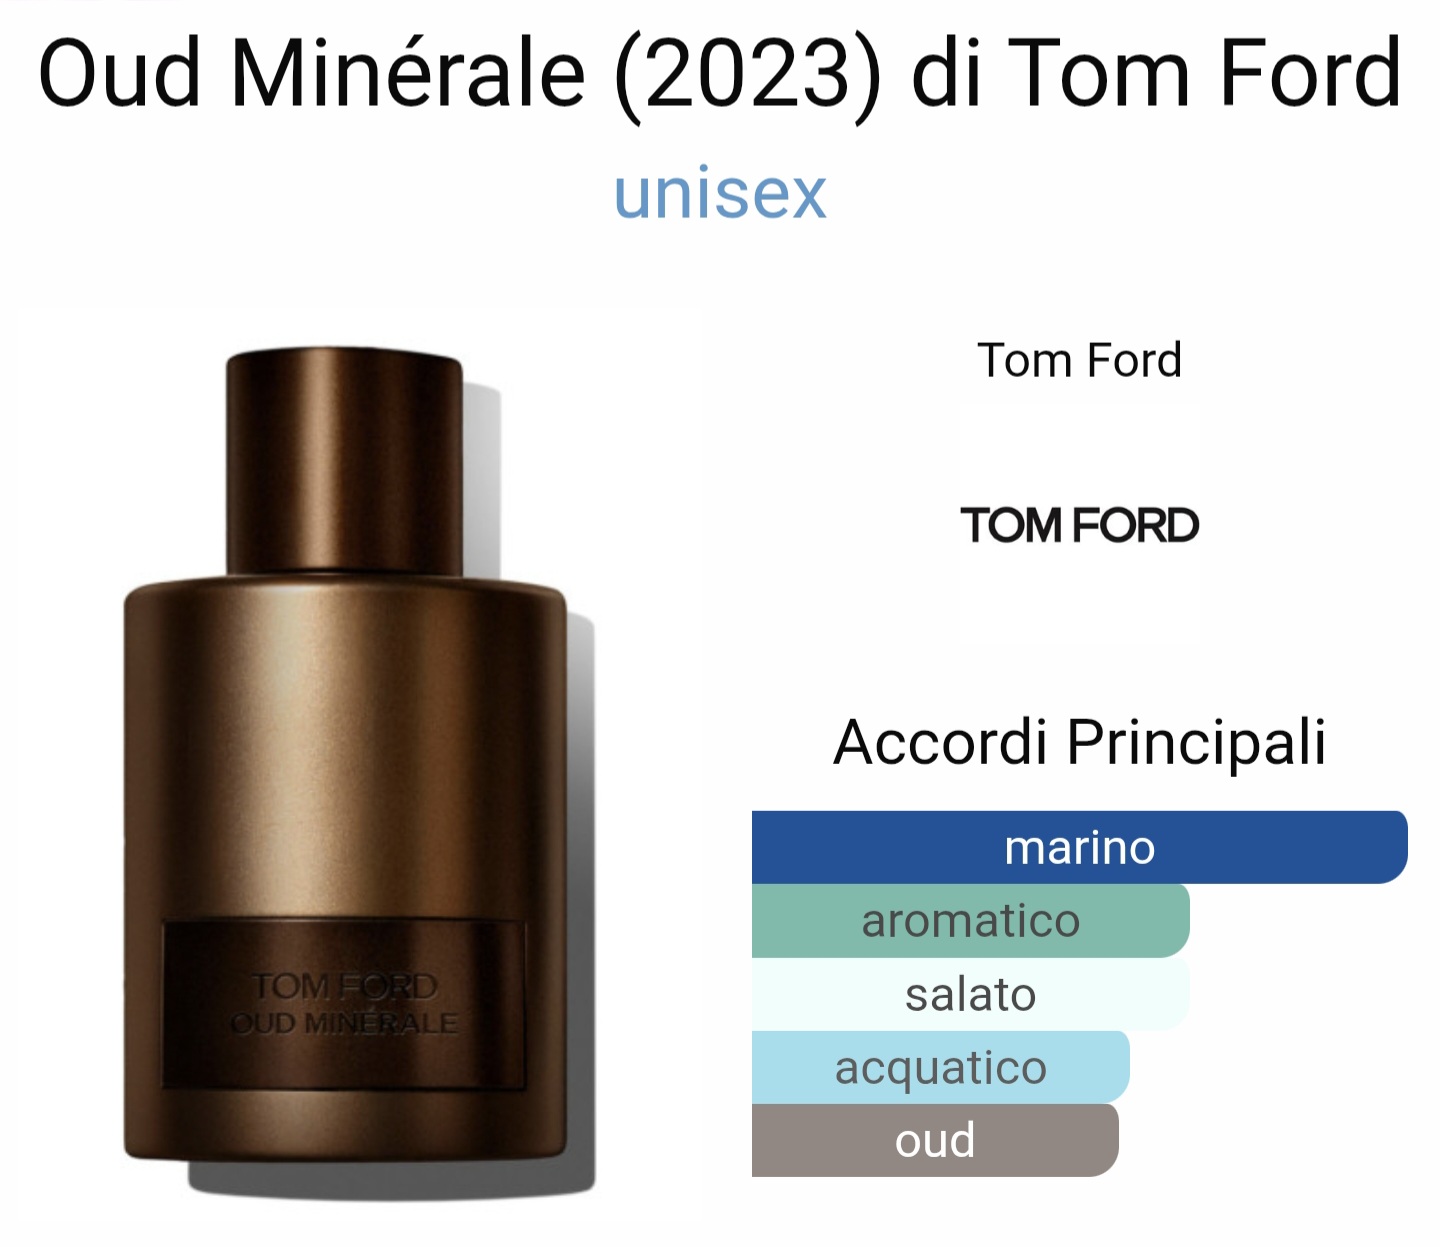 Oud Minérale (2023) di Tom Ford
unisex
Tom Ford
TOM FORD
Accordi Principali
marino
aromatico
salato
acquatico
oud
TOM FORD
OUD MINÉRALE